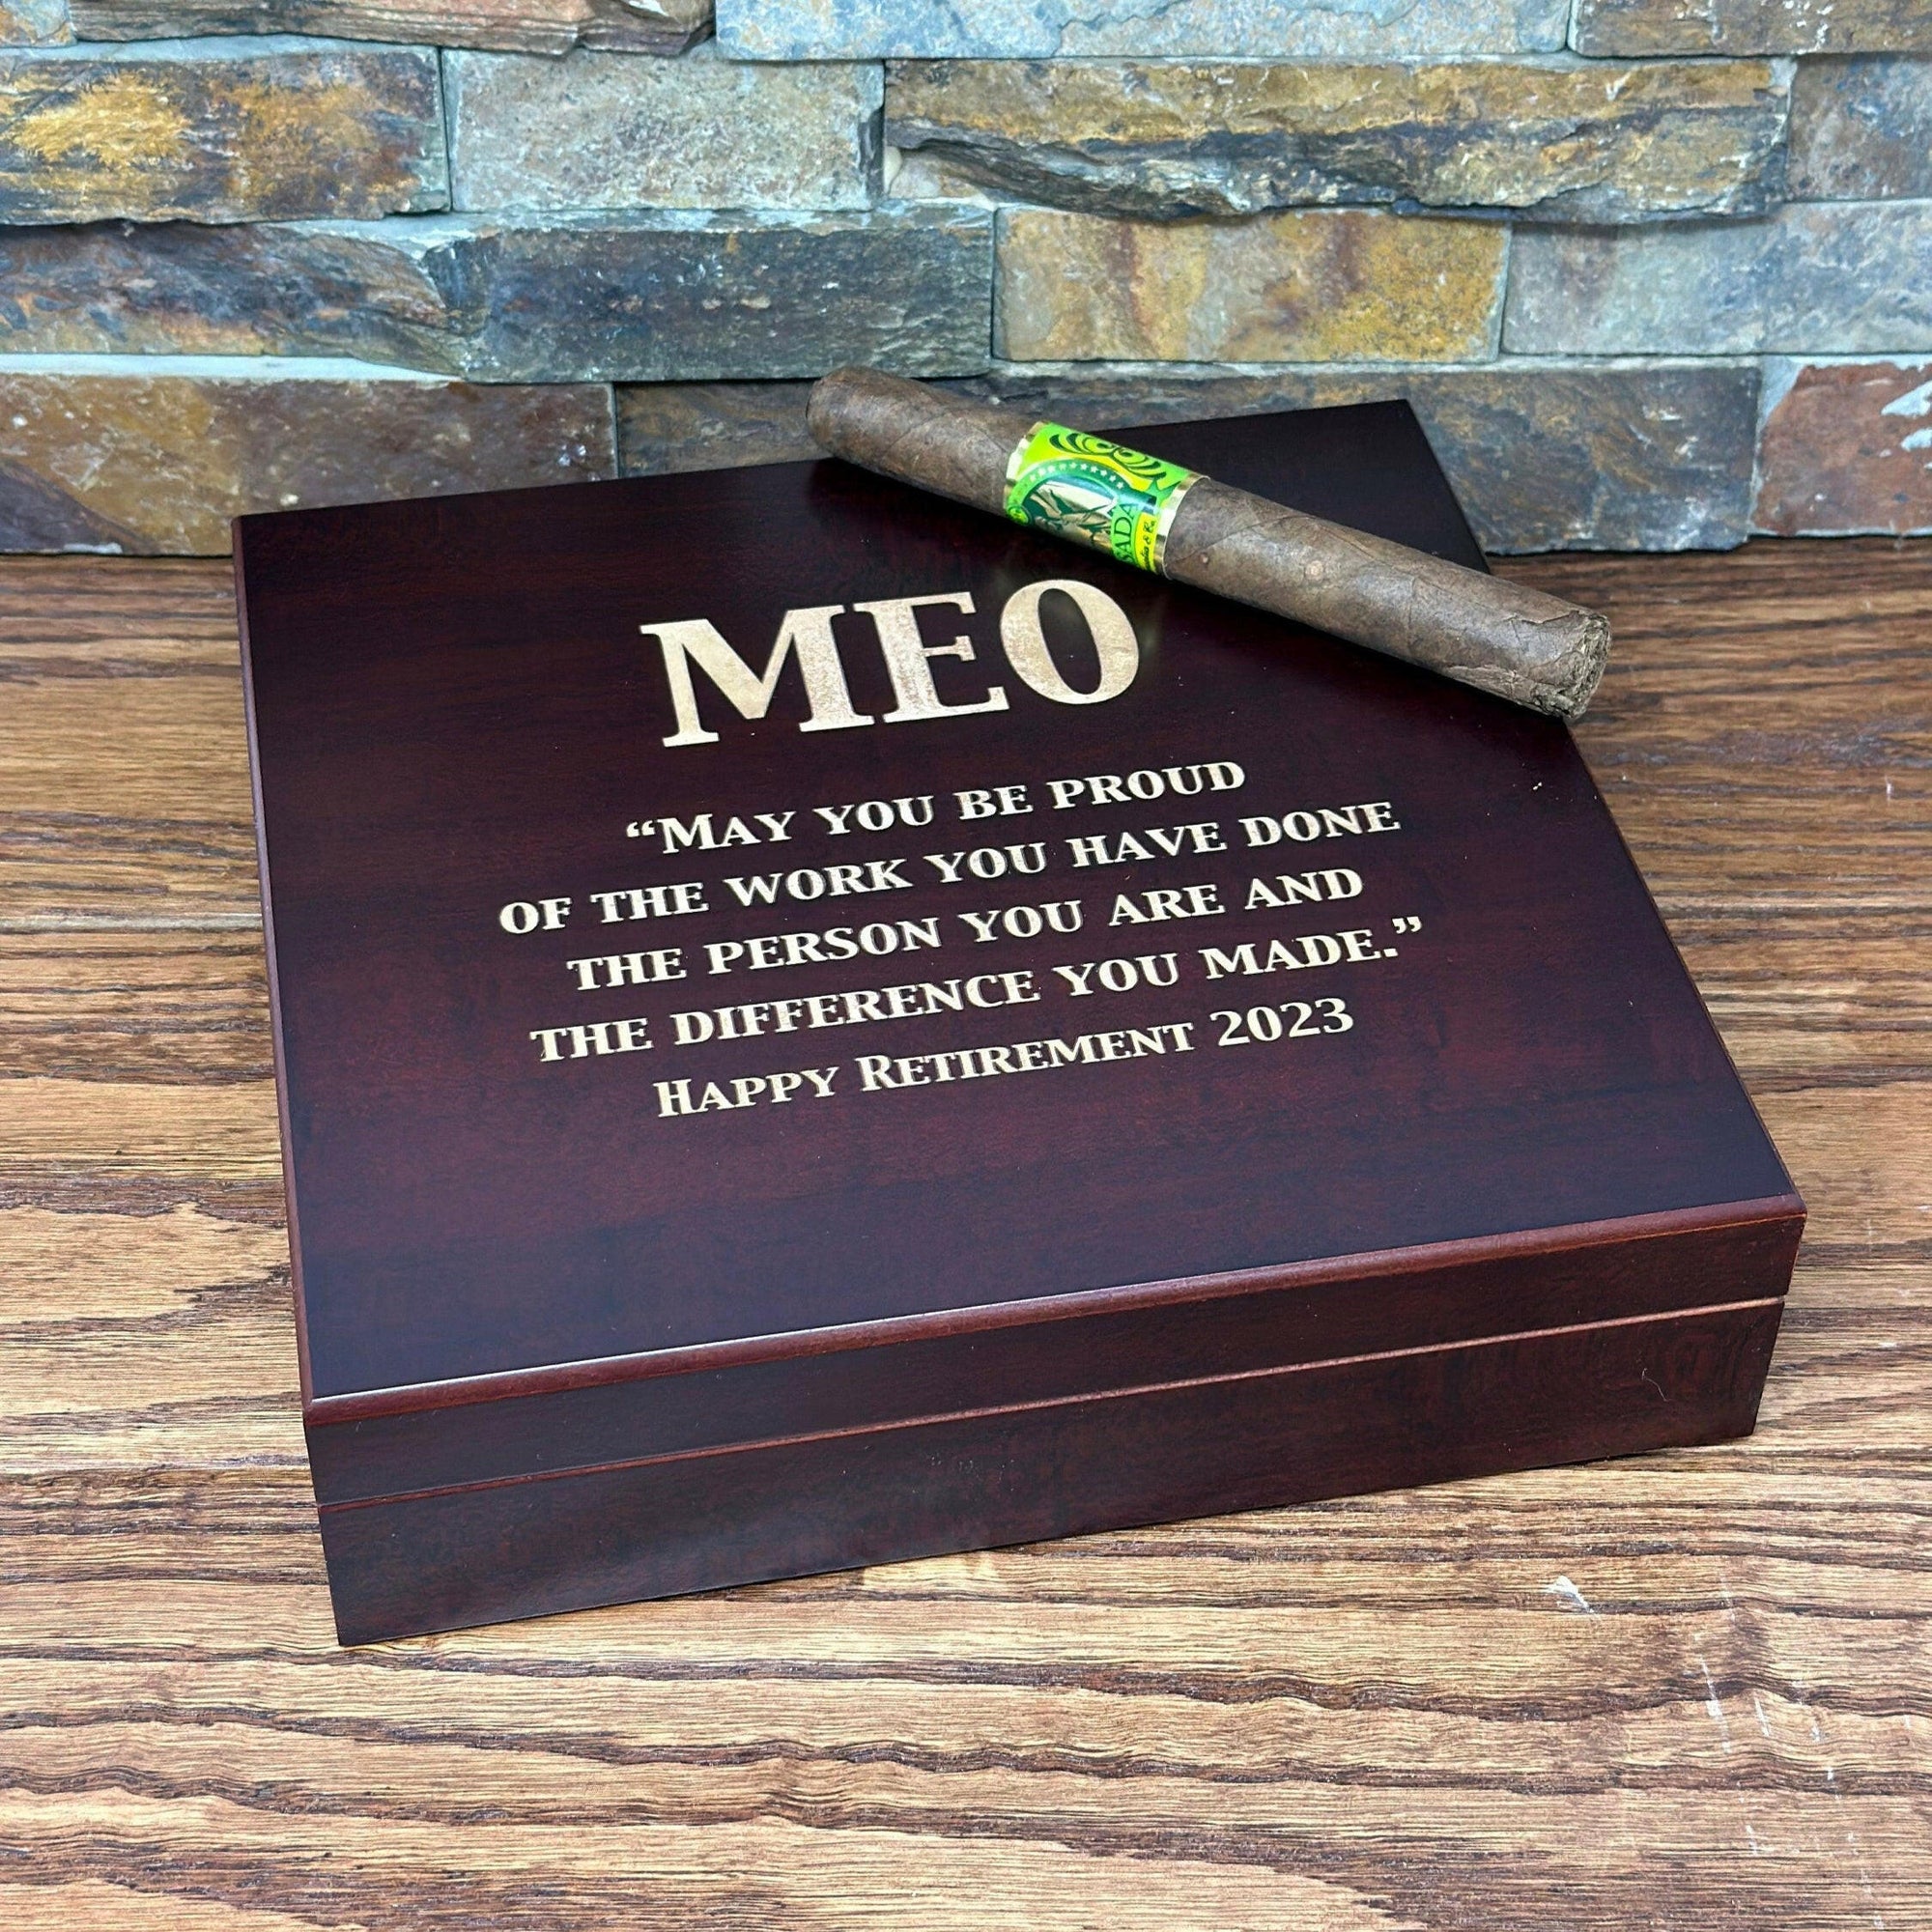 MEO
“MAY YOU BE PROUD
OF THE WORK YOU HAVE DONE
THE PERSON YOU ARE AND
THE DIFFERENCE YOU MADE.”
HAPPY RETIREMENT 2023